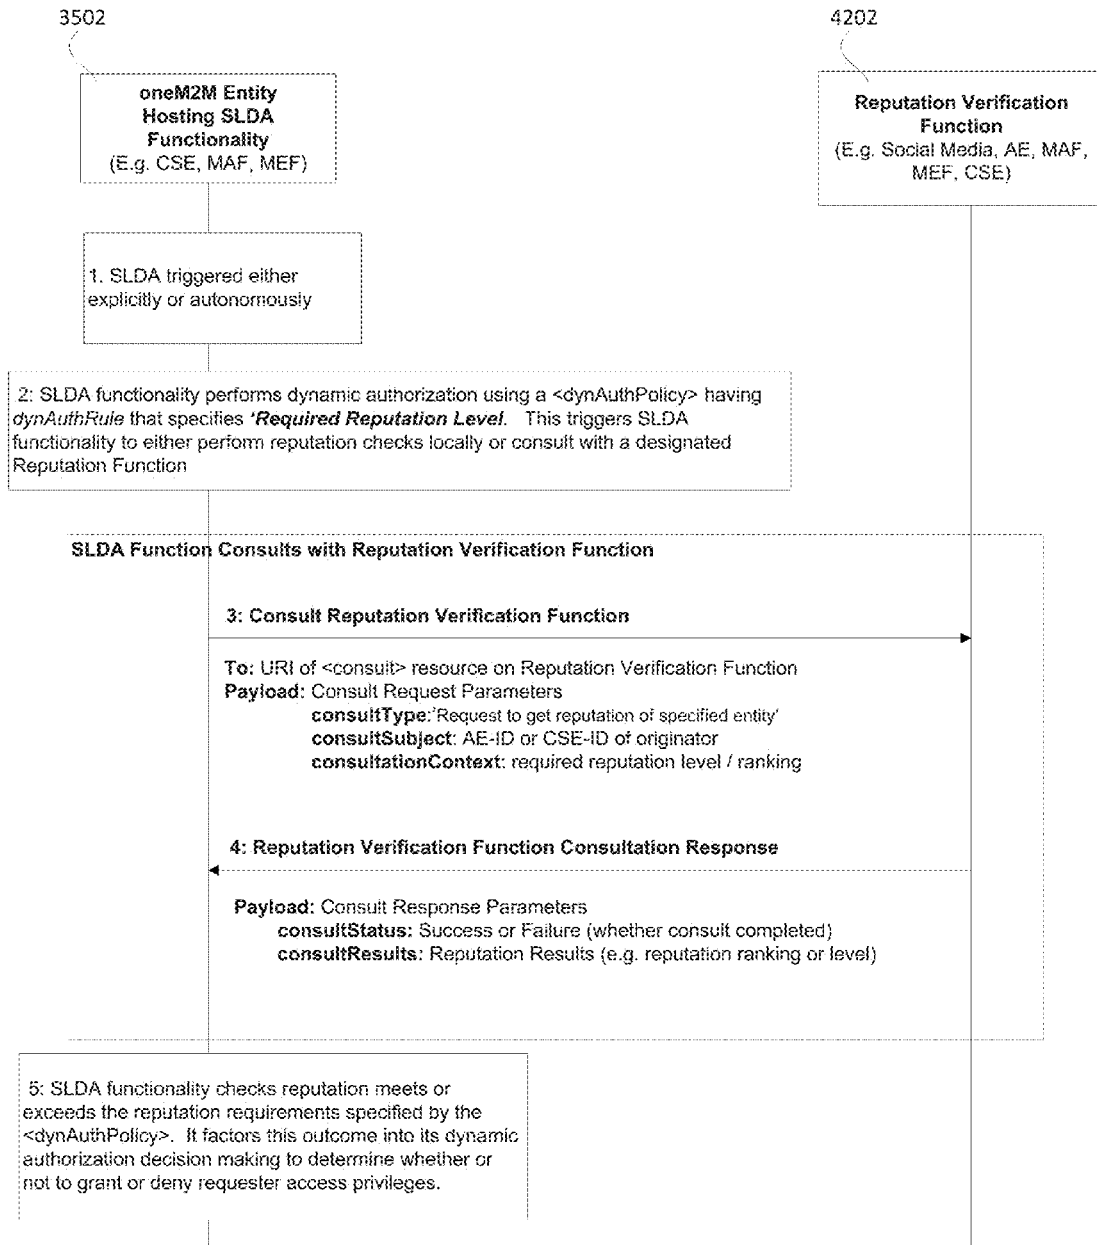 3502
4202
oneM2M Entity
Hosting SLDA
Functionality
(E.g. CSE, MAF, MEF)
Reputation Verification
Function
(E.g. Social Media, AE, MAF,
MEF, CSE)
1. SLDA triggered either
explicitly or autonomously
2: SLDA functionality performs dynamic authorization using a <dynAuthPolicy> having
dynAuthRule that specifies 'Required Reputation Level. This triggers SLDA
functionality to either perform reputation checks locally or consult with a designated
Reputation Function
SLDA Function Consults with Reputation Verification Function
3: Consult Reputation Verification Function
To: URI of <consult> resource on Reputation Verification Function
Payload: Consult Request Parameters
consultType:'Request to get reputation of specified entity'
consultSubject: AE-ID or CSE-ID of originator
consultationContext: required reputation level / ranking
4: Reputation Verification Function Consultation Response
Payload: Consult Response Parameters
consultStatus: Success or Failure (whether consult completed)
consultResults: Reputation Results (e.g. reputation ranking or level)
5: SLDA functionality checks reputation meets or
exceeds the reputation requirements specified by the
<dynAuthPolicy>. It factors this outcome into its dynamic
authorization decision making to determine whether or
not to grant or deny requester access privileges.